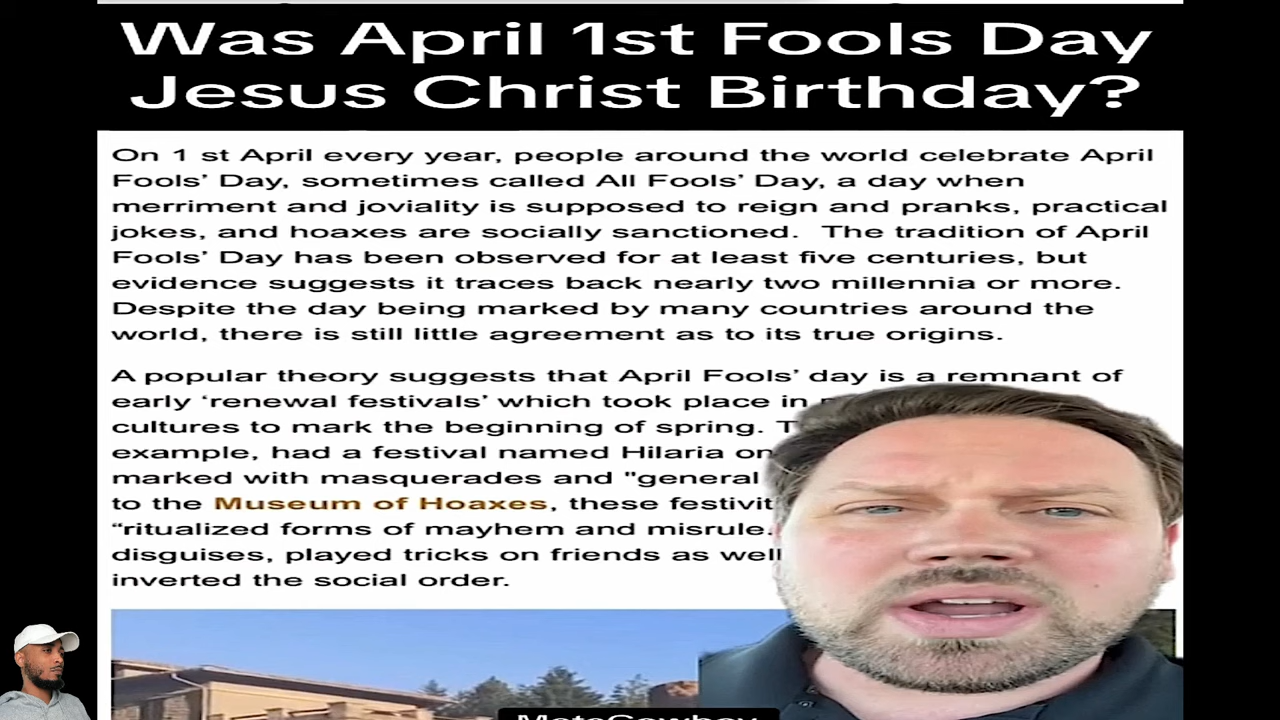 Was April 1st Fools Day
Jesus Christ Birthday?
On 1 st April every year, people around the world celebrate April
Fools’ Day, sometimes called All Fools’ Day, a day when
merriment and joviality is supposed to reign and pranks, practical
jokes, and hoaxes are socially sanctioned.  The tradition of April
Fools’ Day has been observed for at least five centuries, but
evidence suggests it traces back nearly two millennia or more.
Despite the day being marked by many countries around the
world, there is still little agreement as to its true origins.
A popular theory suggests that April Fools’ day is a remnant of
early ‘renewal festivals’ which took place in
cultures to mark the beginning of spring.
example, had a festival named Hilaria on
marked with masquerades and "general
to the Museum of Hoaxes, these
“ritualized forms of mayhem and misrule.
disguises, played tricks on friends as well
inverted the social order.
MetaCowboy